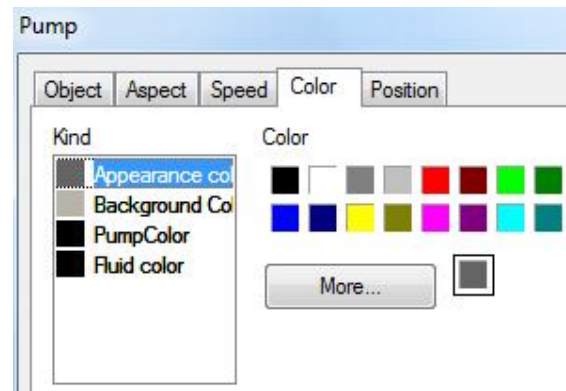 Pump
Object Aspect Speed Color Position
Kind
Color
Appearance col
Background Col
PumpColor
Fluid color
More...